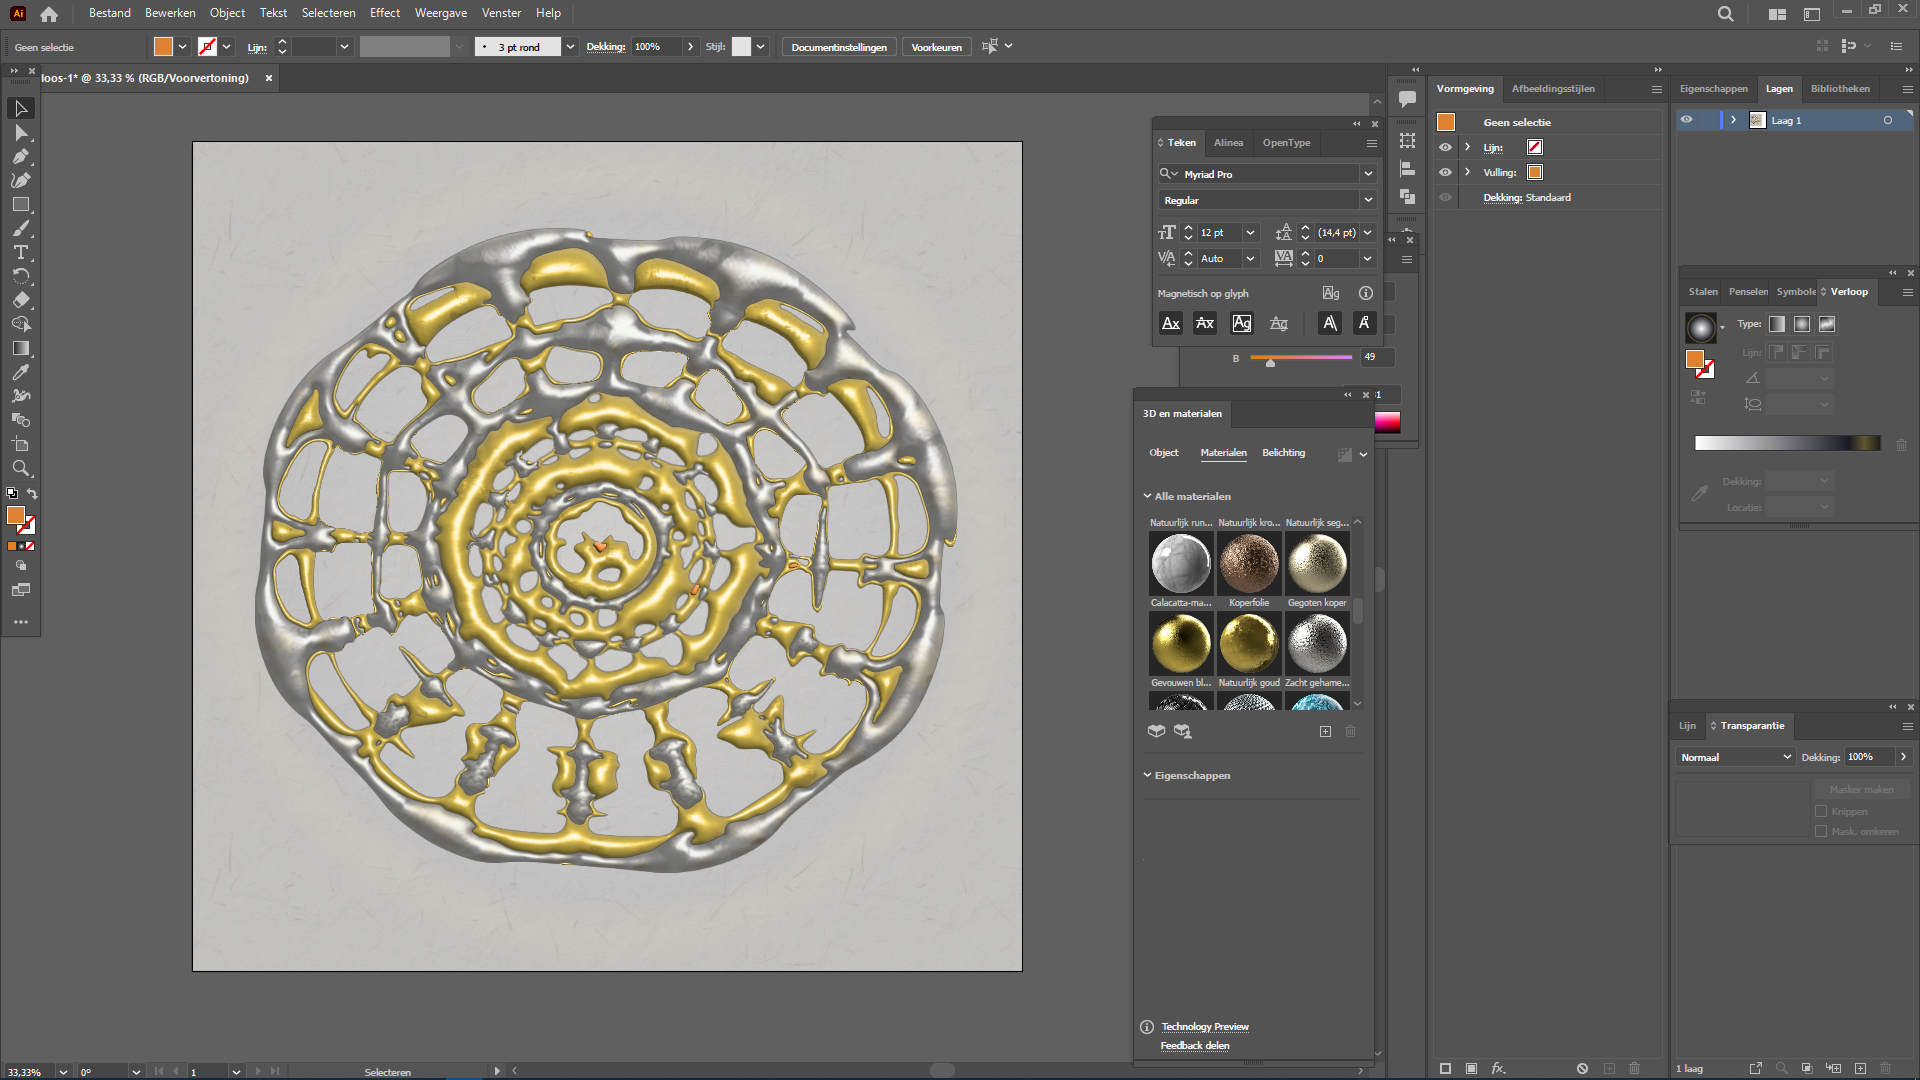 Ai
Bestand Bewerken Object Tekst Selecteren Effect Weergave Venster Help
Geen selectie
Lijn:
3 pt rond
Dekking: 100%
Stijl:
Documentinstellingen
Voorkeuren
loos-1* @ 33,33 % (RGB/Voorvertoning)
Teken Alinea OpenType
Myriad Pro
Regular
12 pt
(14,4 pt)
Auto
0
Magnetisch op glyph
B 49
3D en materialen
Object Materialen Belichting
Alle materialen
Natuurlijk run... Natuurlijk kro... Natuurlijk seg...
Calacatta-ma... Koperfolie Gegoten koper
Gevouwen bl... Natuurlijk goud Zacht gehame...
Eigenschappen
Technology Preview
Feedback delen
Vormgeving Afbeeldingsstijlen
Geen selectie
Lijn:
Vulling:
Dekking: Standaard
Eigenschappen Lagen Bibliotheken
Laag 1
Stalen Penselen Symbole Verloop
Type:
Lijn:
Dekking:
Locatie:
Lijn Transparantie
Normaal
Dekking: 100%
Masker maken
Knippen
Mask. omkeren
33,33%
0°
1
Selecteren
fx
1 laag